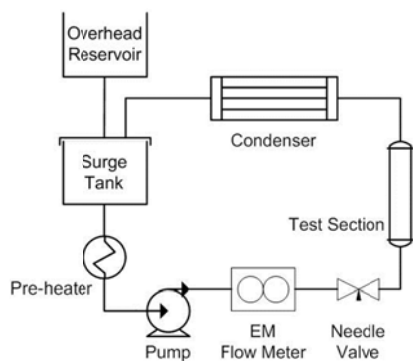 Overhead
Reservoir
Condenser
Surge
Tank
Test Section
Pre-heater
Pump
EM
Flow Meter
Needle
Valve